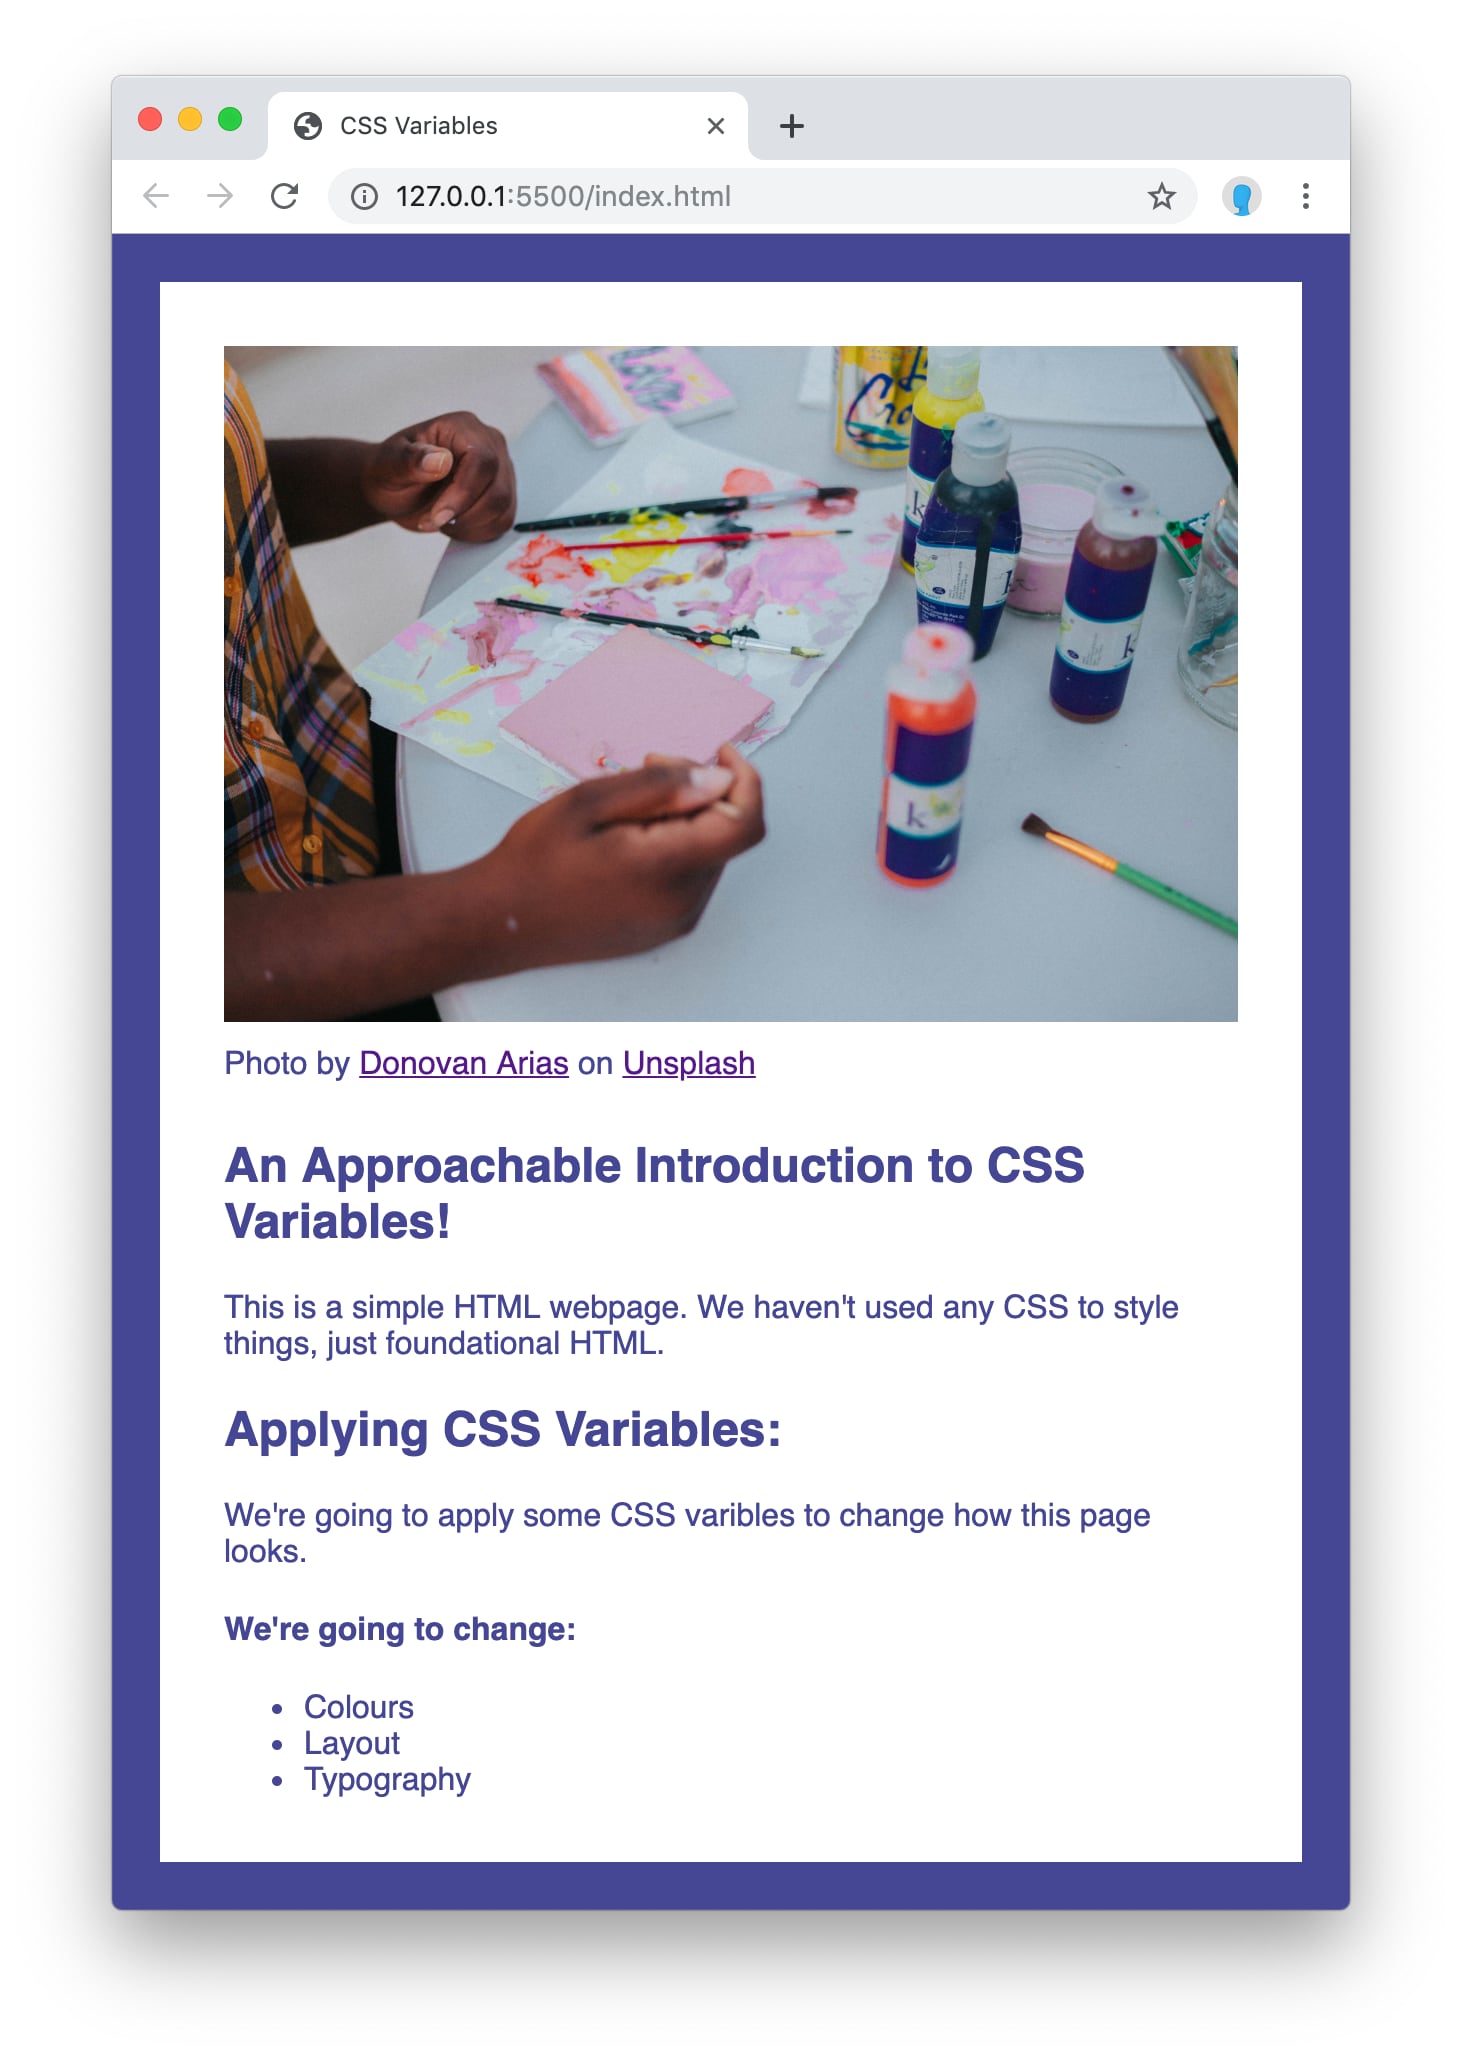 CSS Variables
127.0.0.1:5500/index.html
k
k
k
k
Photo by Donovan Arias on Unsplash
An Approachable Introduction to CSS
Variables!
This is a simple HTML webpage. We haven't used any CSS to style
things, just foundational HTML.
Applying CSS Variables:
We're going to apply some CSS varibles to change how this page
looks.
We're going to change:
• Colours
• Layout
• Typography